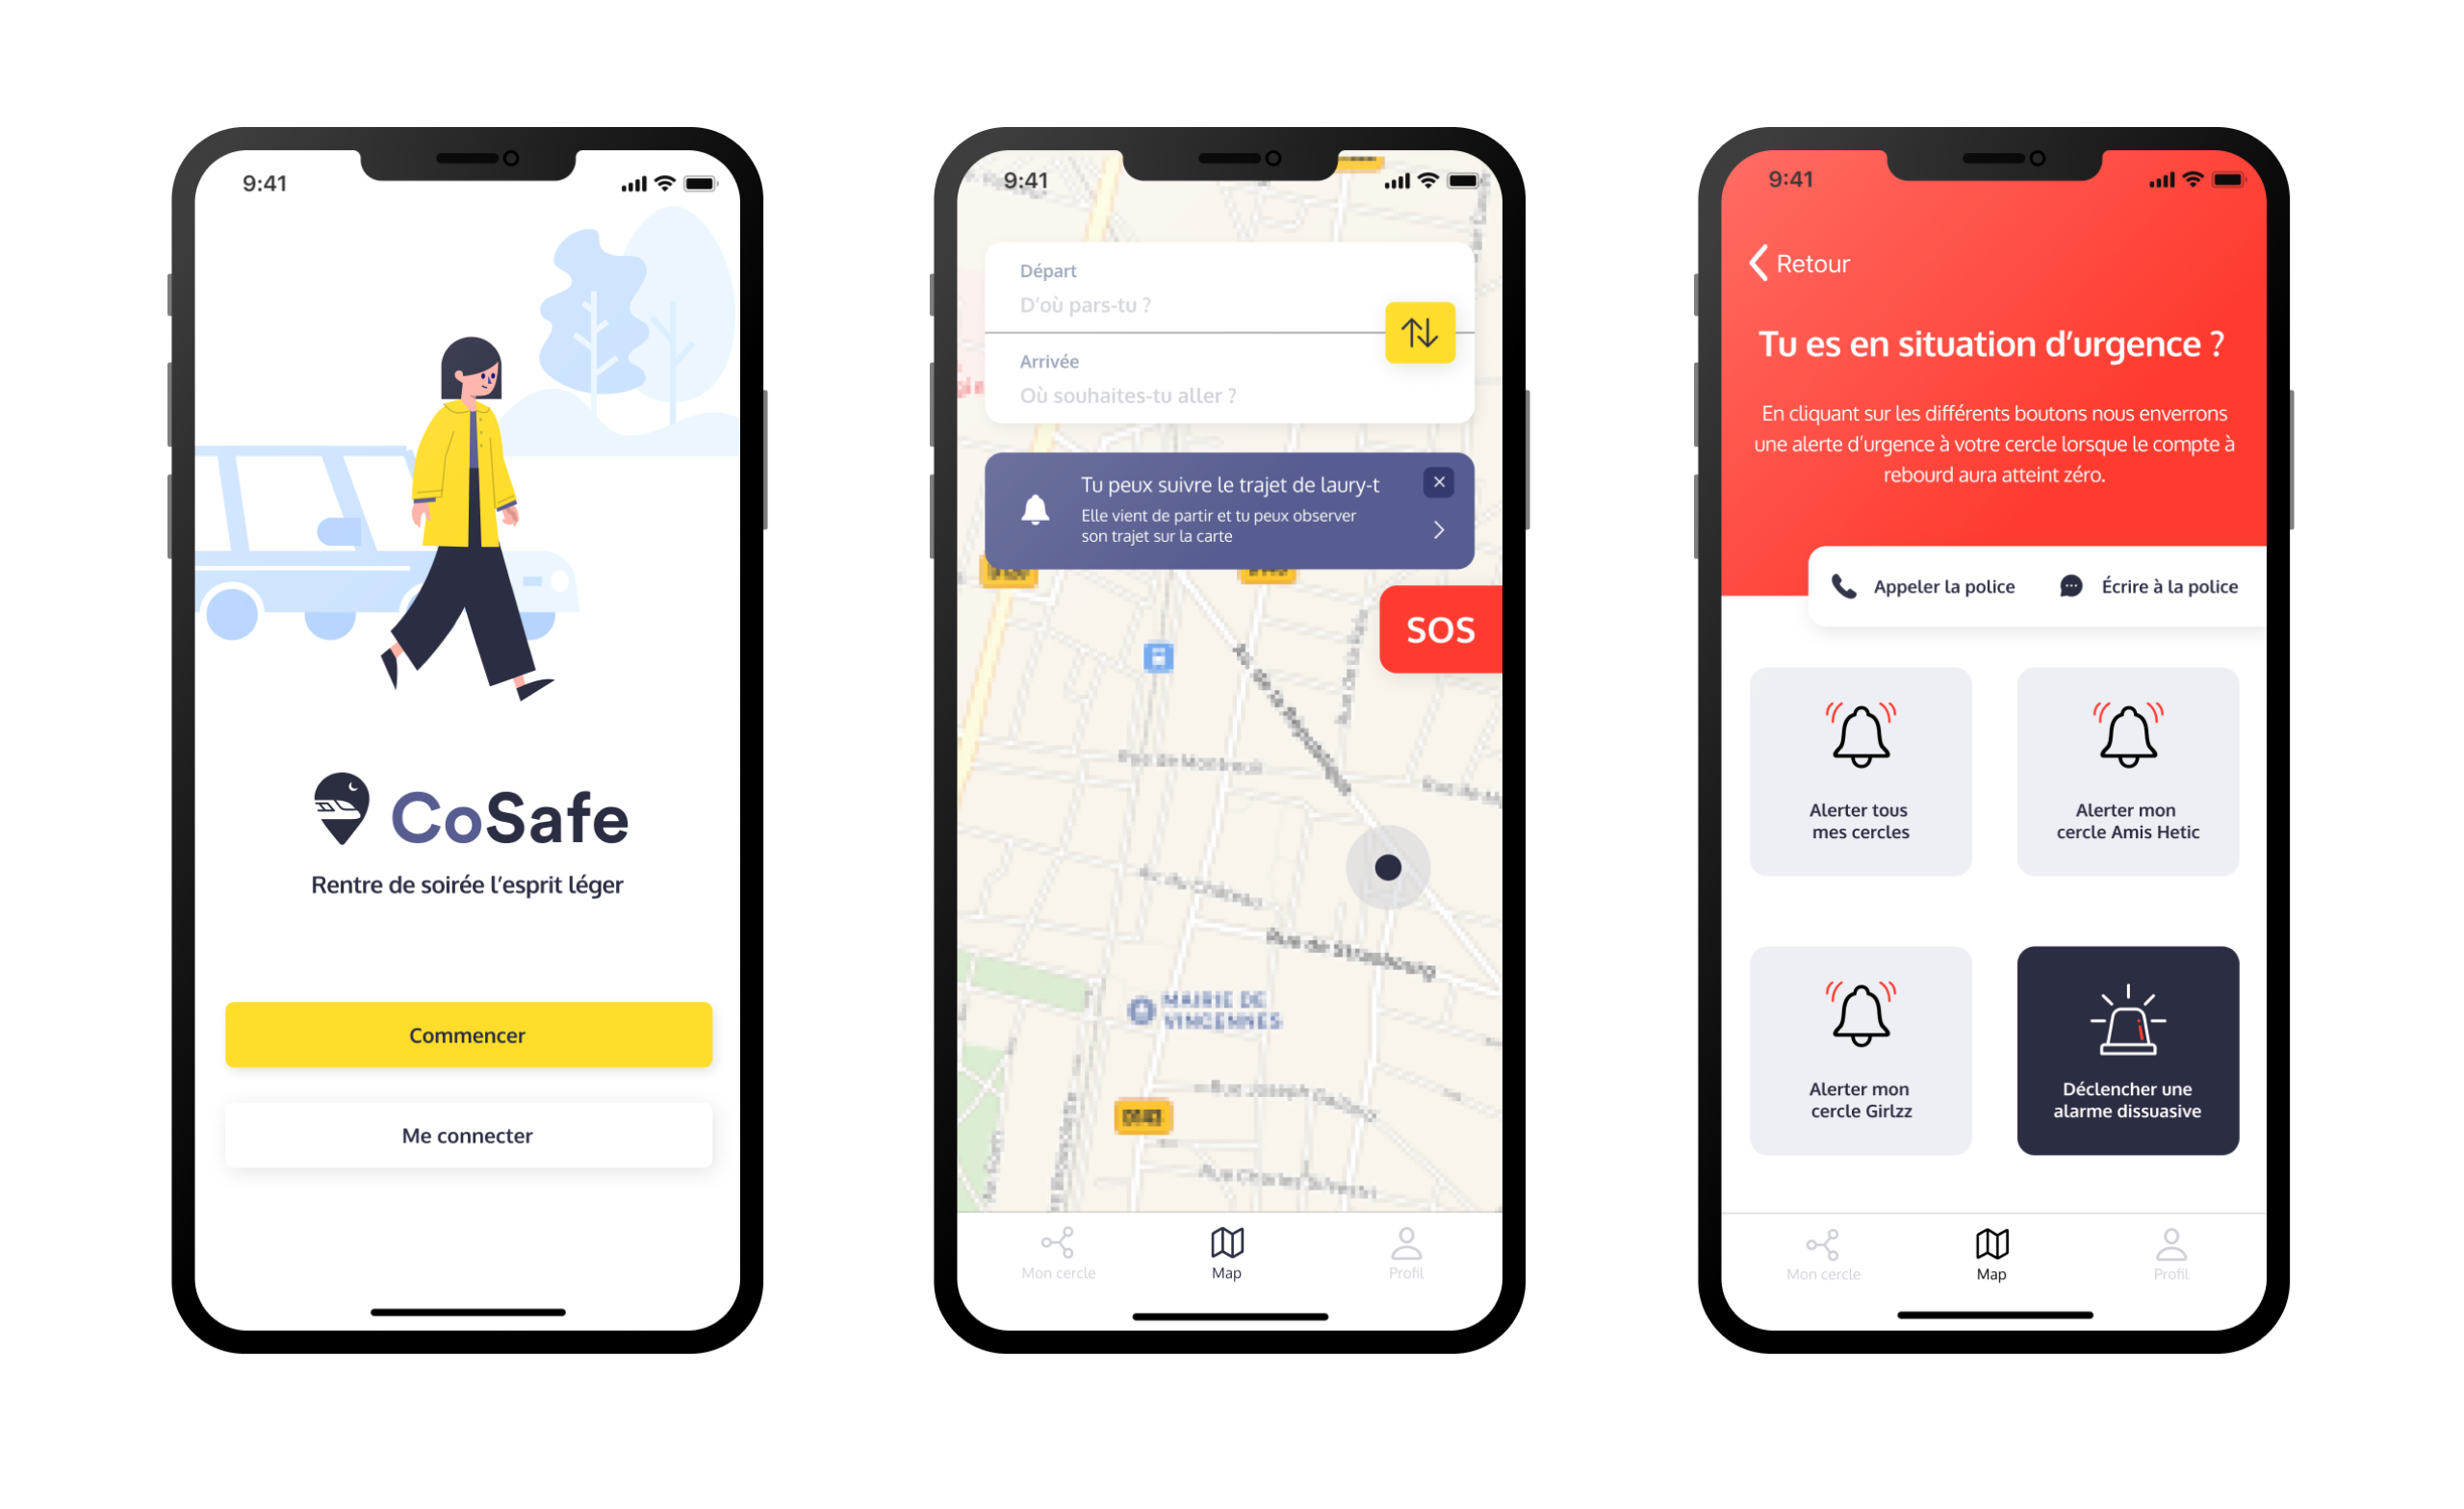 9:41
CoSafe
Rentre de soirée l’esprit léger
Commencer
Me connecter
9:41
Départ
D’où pars-tu ?
Arrivée
Où souhaites-tu aller ?
Tu peux suivre le trajet de laury-t
Elle vient de partir et tu peux observer
son trajet sur la carte
SOS
Rue de Strasbourg
MAIRIE DE
VINCENNES
Mon cercle
Map
Profil
9:41
Retour
Tu es en situation d’urgence ?
En cliquant sur les différents boutons nous enverrons
une alerte d’urgence à votre cercle lorsque le compte à
rebourd aura atteint zéro.
Appeler la police
Écrire à la police
Alerter tous
mes cercles
Alerter mon
cercle Amis Hetic
Alerter mon
cercle Girlzz
Déclencher une
alarme dissuasive
Mon cercle
Map
Profil